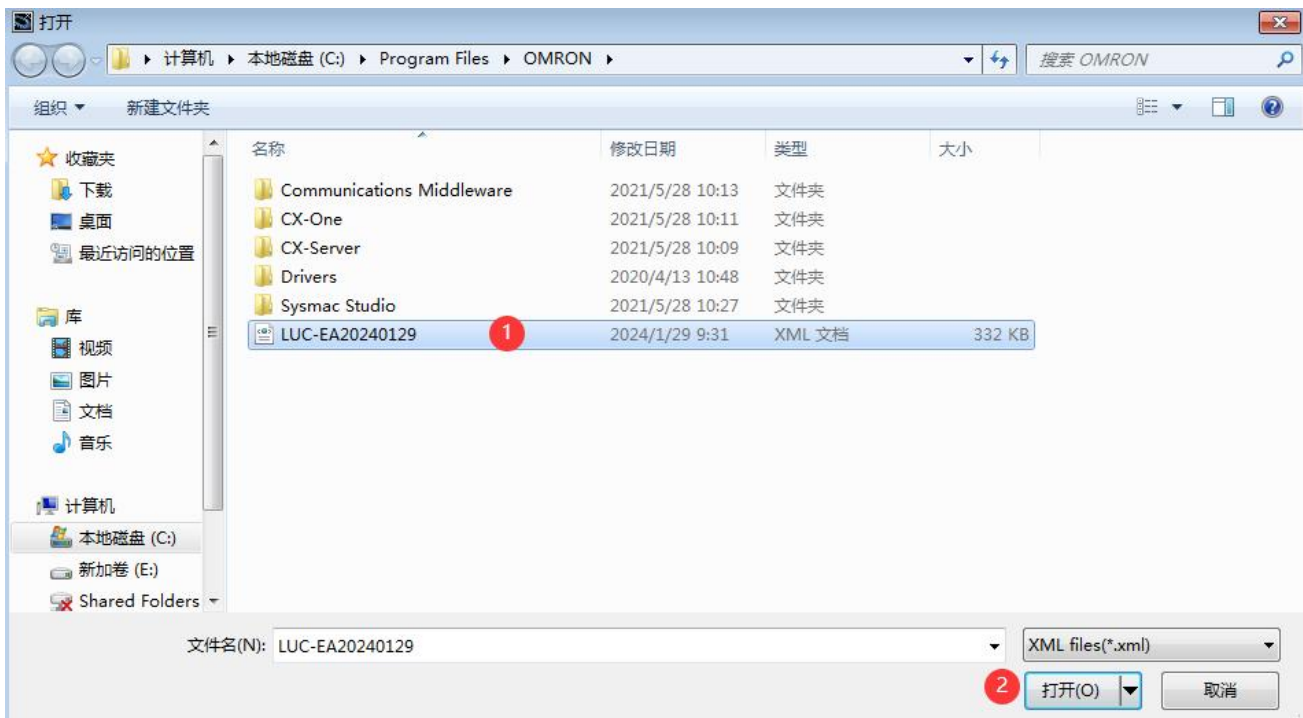 打开
计算机 本地磁盘 (C:) Program Files OMRON 搜索 OMRON
组织 新建文件夹
收藏夹
下载
桌面
最近访问的位置
库
视频
图片
文档
音乐
计算机
本地磁盘 (C:)
新加卷 (E:)
Shared Folders
名称 修改日期 类型 大小
Communications Middleware 2021/5/28 10:13 文件夹
CX-One 2021/5/28 10:11 文件夹
CX-Server 2021/5/28 10:09 文件夹
Drivers 2020/4/13 10:48 文件夹
Sysmac Studio 2021/5/28 10:27 文件夹
LUC-EA20240129 1 2024/1/29 9:31 XML 文档 332 KB
文件名(N): LUC-EA20240129 XML files(*.xml)
2 打开(O) 取消